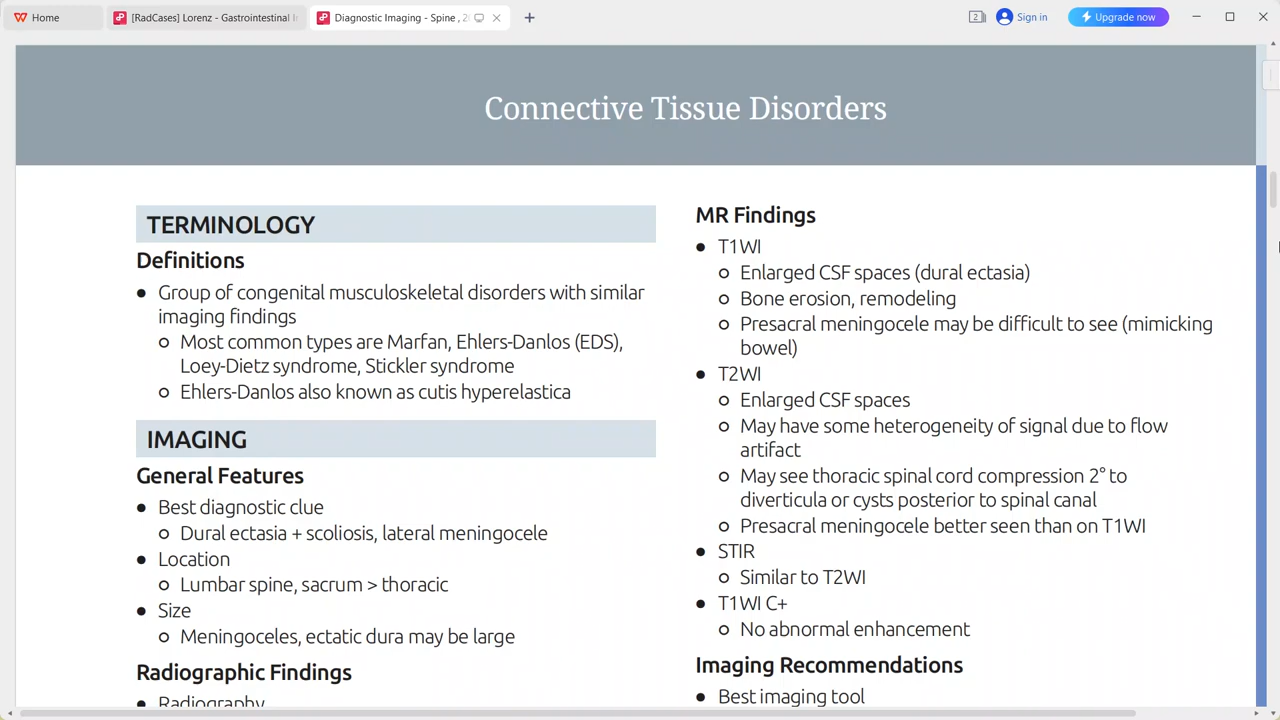 Home
[RadCases] Lorenz - Gastrointestinal I
Diagnostic Imaging - Spine , 2
2
Sign in
Upgrade now
Connective Tissue Disorders
TERMINOLOGY
Definitions
● Group of congenital musculoskeletal disorders with similar
imaging findings
○ Most common types are Marfan, Ehlers-Danlos (EDS),
Loey-Dietz syndrome, Stickler syndrome
○ Ehlers-Danlos also known as cutis hyperelastica
IMAGING
General Features
● Best diagnostic clue
○ Dural ectasia + scoliosis, lateral meningocele
● Location
○ Lumbar spine, sacrum > thoracic
● Size
○ Meningoceles, ectatic dura may be large
Radiographic Findings
● Radiography
MR Findings
● T1WI
○ Enlarged CSF spaces (dural ectasia)
○ Bone erosion, remodeling
○ Presacral meningocele may be difficult to see (mimicking
bowel)
● T2WI
○ Enlarged CSF spaces
○ May have some heterogeneity of signal due to flow
artifact
○ May see thoracic spinal cord compression 2° to
diverticula or cysts posterior to spinal canal
○ Presacral meningocele better seen than on T1WI
● STIR
○ Similar to T2WI
● T1WI C+
○ No abnormal enhancement
Imaging Recommendations
● Best imaging tool